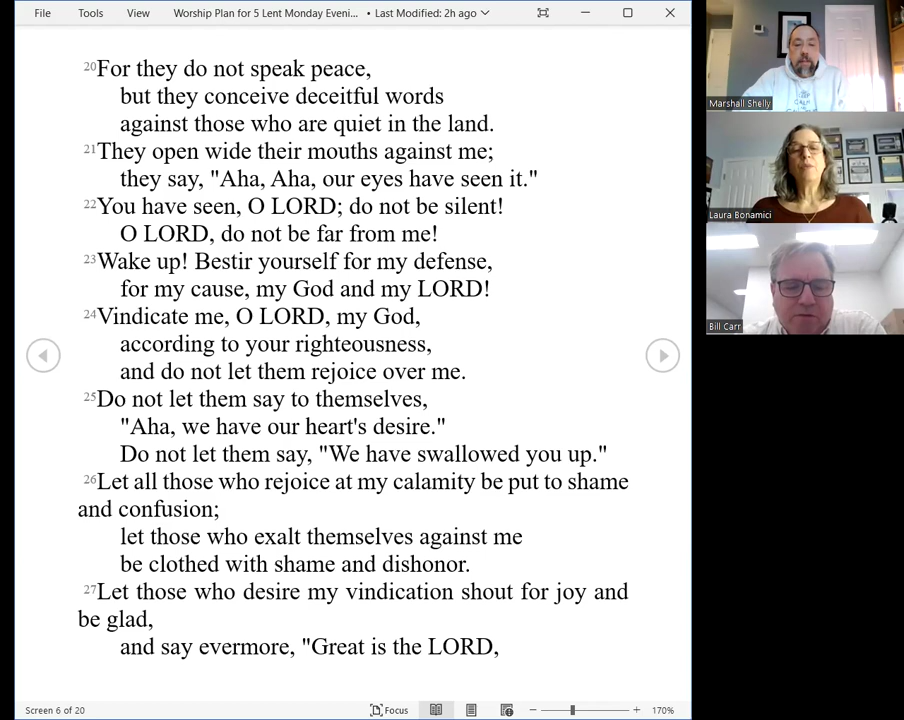 File Tools View Worship Plan for 5 Lent Monday Eveni... • Last Modified: 2h ago
20For they do not speak peace,
but they conceive deceitful words
against those who are quiet in the land.
21They open wide their mouths against me;
they say, "Aha, Aha, our eyes have seen it."
22You have seen, O LORD; do not be silent!
O LORD, do not be far from me!
23Wake up! Bestir yourself for my defense,
for my cause, my God and my LORD!
24Vindicate me, O LORD, my God,
according to your righteousness,
and do not let them rejoice over me.
25Do not let them say to themselves,
"Aha, we have our heart's desire."
Do not let them say, "We have swallowed you up."
26Let all those who rejoice at my calamity be put to shame
and confusion;
let those who exalt themselves against me
be clothed with shame and dishonor.
27Let those who desire my vindication shout for joy and
be glad,
and say evermore, "Great is the LORD,
Screen 6 of 20 Focus 170%
Marshall Shelly
Laura Bonamici
Bill Carr